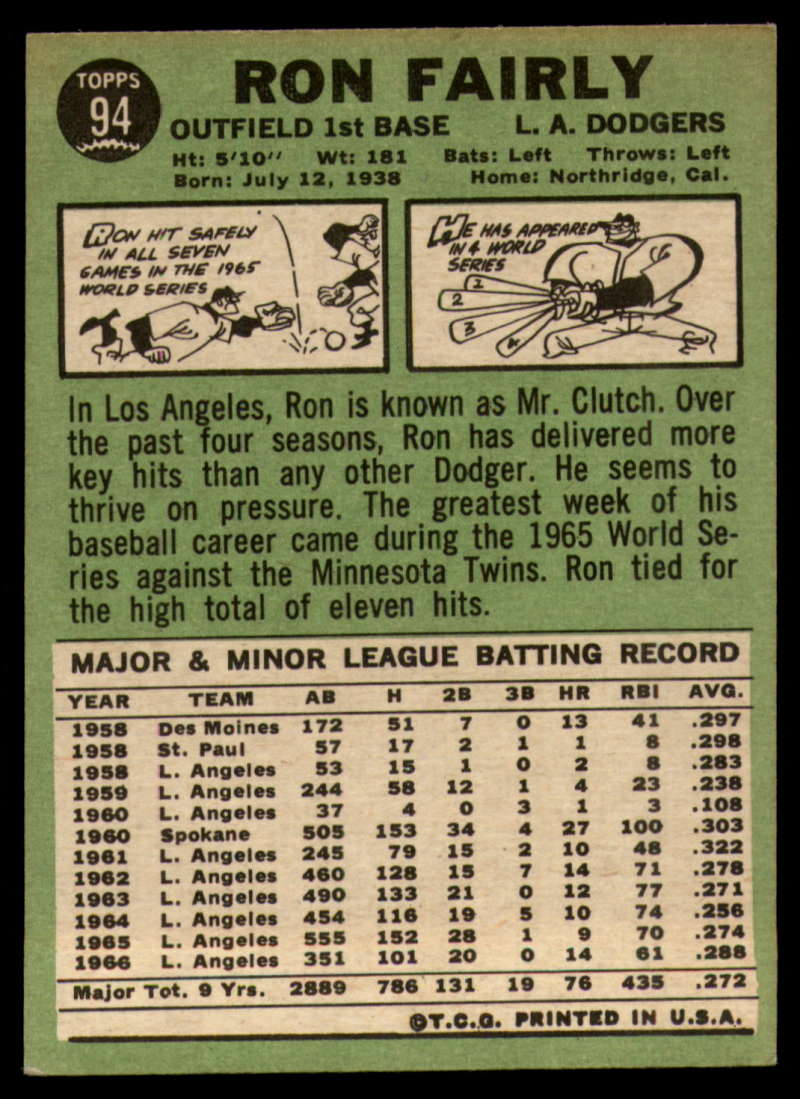 TOPPS
94
RON FAIRLY
OUTFIELD 1st BASE L. A. DODGERS
Ht: 5'10" Wt: 181 Bats: Left Throws: Left
Born: July 12, 1938 Home: Northridge, Cal.
RON HIT SAFELY
IN ALL SEVEN
GAMES IN THE 1965
WORLD SERIES
HE HAS APPEARED
IN 4 WORLD
SERIES
1
2
3
4
In Los Angeles, Ron is known as Mr. Clutch. Over
the past four seasons, Ron has delivered more
key hits than any other Dodger. He seems to
thrive on pressure. The greatest week of his
baseball career came during the 1965 World Se-
ries against the Minnesota Twins. Ron tied for
the high total of eleven hits.
MAJOR & MINOR LEAGUE BATTING RECORD
YEAR TEAM AB H 2B 3B HR RBI AVG.
1958 Des Moines 172 51 7 0 13 41 .297
1958 St. Paul 57 17 2 1 1 8 .298
1958 L. Angeles 53 15 1 0 2 8 .283
1959 L. Angeles 244 58 12 1 4 23 .238
1960 L. Angeles 37 4 0 3 1 3 .108
1960 Spokane 505 153 34 4 27 100 .303
1961 L. Angeles 245 79 15 2 10 48 .322
1962 L. Angeles 460 128 15 7 14 71 .278
1963 L. Angeles 490 133 21 0 12 77 .271
1964 L. Angeles 454 116 19 5 10 74 .256
1965 L. Angeles 555 152 28 1 9 70 .274
1966 L. Angeles 351 101 20 0 14 61 .288
Major Tot. 9 Yrs. 2889 786 131 19 76 435 .272
©T.C.G. PRINTED IN U.S.A.